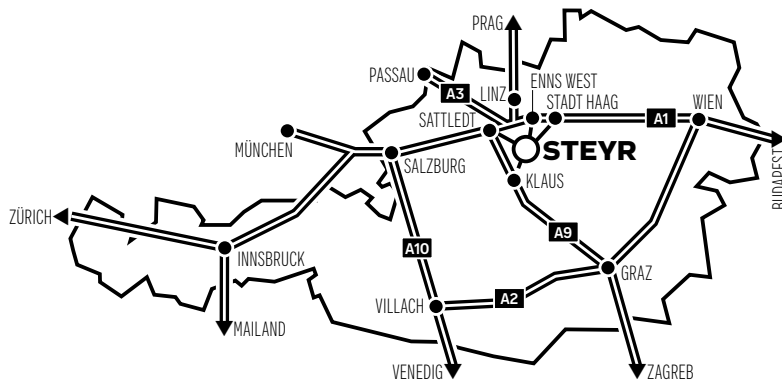 PRAG
PASSAU
A3
LINZ
ENNS WEST
STADT HAAG
SATTLEDT
A1
WIEN
MÜNCHEN
SALZBURG
STEYR
BUDAPEST
KLAUS
ZÜRICH
INNSBRUCK
A10
A9
GRAZ
VILLACH
A2
MAILAND
VENEDIG
ZAGREB